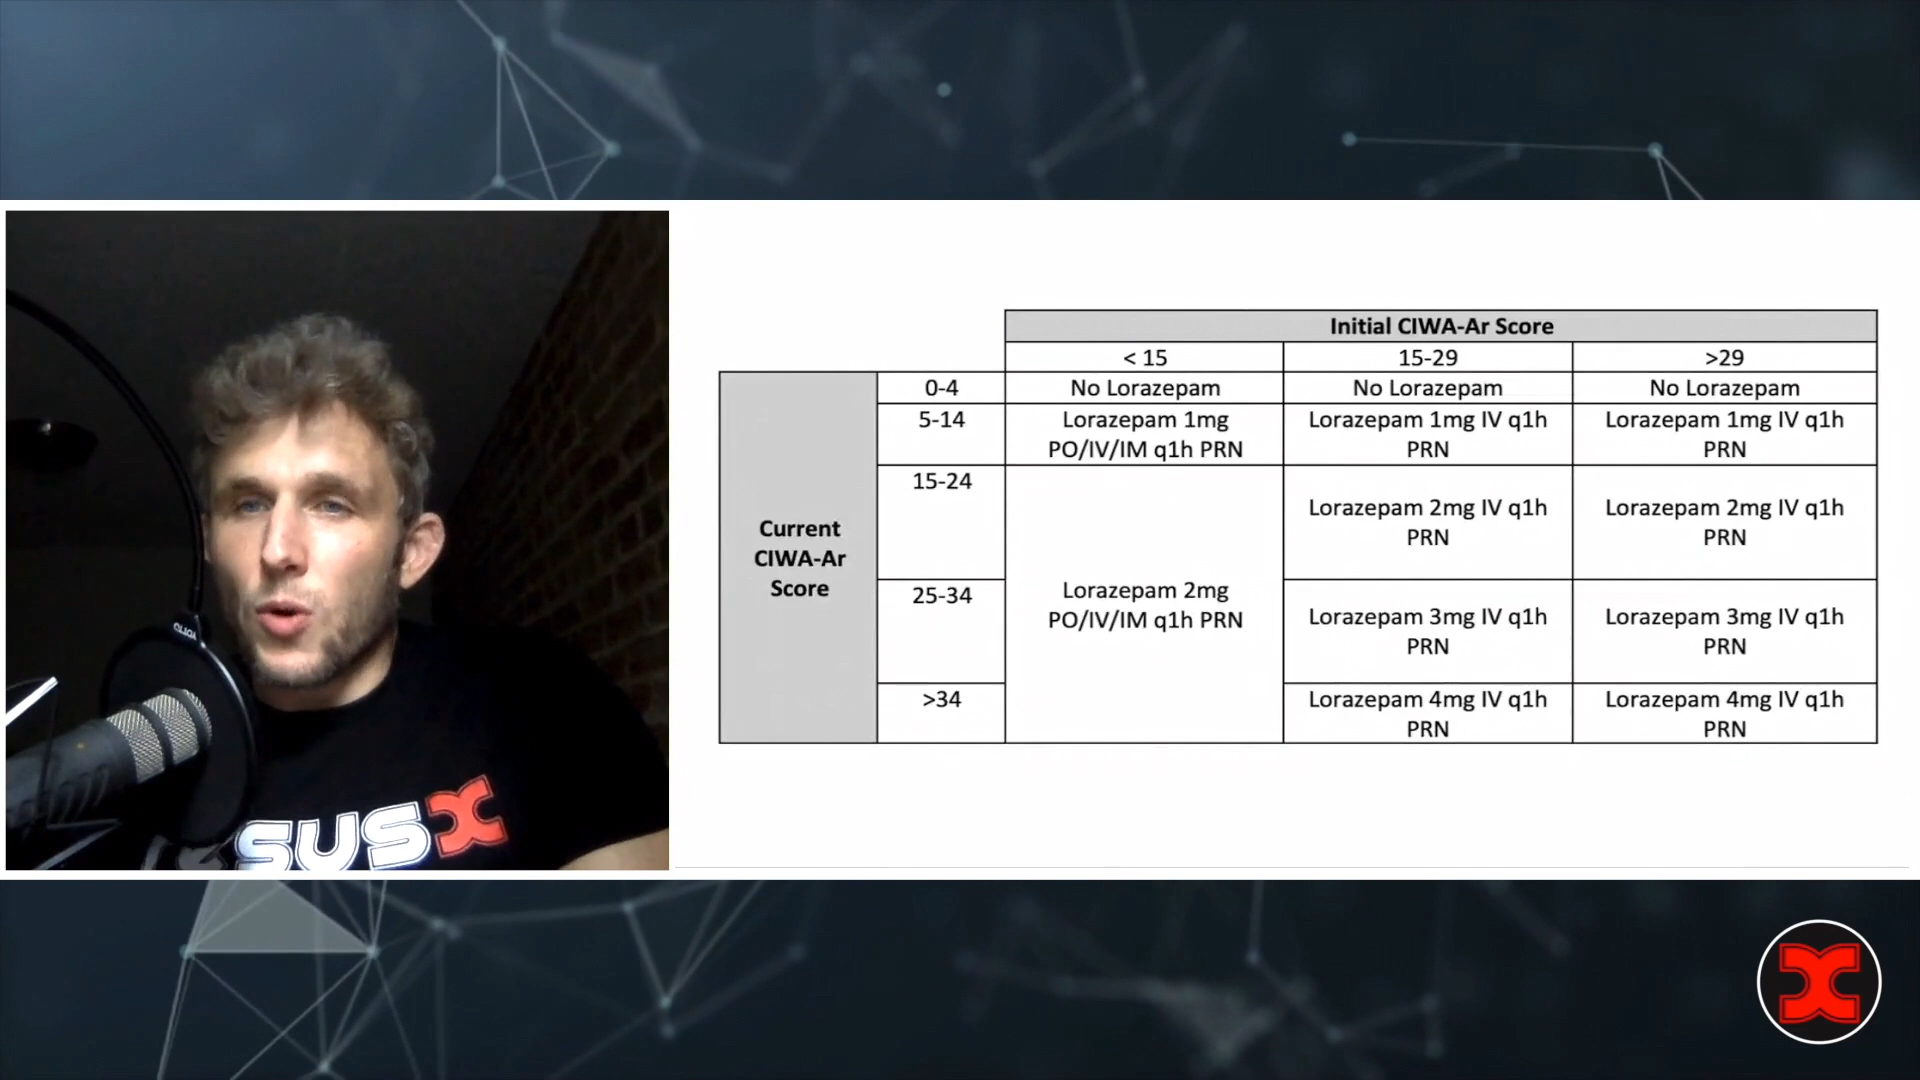 Initial CIWA-Ar Score
< 15
15-29
>29
Current
CIWA-Ar
Score
0-4
No Lorazepam
No Lorazepam
No Lorazepam
5-14
Lorazepam 1mg
PO/IV/IM q1h PRN
Lorazepam 1mg IV q1h
PRN
Lorazepam 1mg IV q1h
PRN
15-24
Lorazepam 2mg
PO/IV/IM q1h PRN
Lorazepam 2mg IV q1h
PRN
Lorazepam 2mg IV q1h
PRN
25-34
Lorazepam 3mg IV q1h
PRN
Lorazepam 3mg IV q1h
PRN
>34
Lorazepam 4mg IV q1h
PRN
Lorazepam 4mg IV q1h
PRN
SUSX